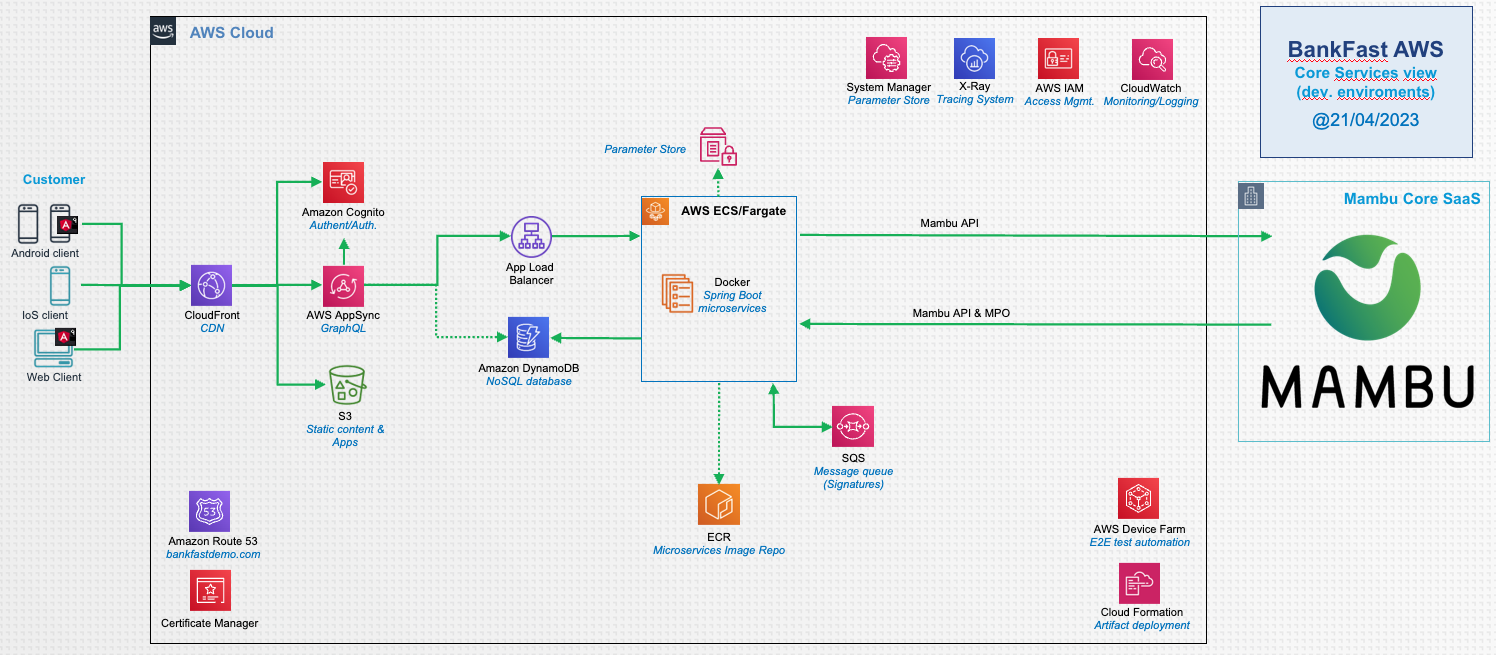 aws
AWS Cloud
BankFast AWS
Core Services view
(dev. enviroments)
@21/04/2023
System Manager
Parameter Store
X-Ray
Tracing System
AWS IAM
Access Mgmt.
CloudWatch
Monitoring/Logging
Parameter Store
Customer
A
Android client
IoS client
A
Web Client
CloudFront
CDN
Amazon Cognito
Authent/Auth.
AWS AppSync
GraphQL
S3
Static content &
Apps
App Load
Balancer
Amazon DynamoDB
NoSQL database
AWS ECS/Fargate
Docker
Spring Boot
microservices
Mambu API
Mambu API & MPO
Mambu Core SaaS
MAMBU
SQS
Message queue
(Signatures)
ECR
Microservices Image Repo
53
Amazon Route 53
bankfastdemo.com
Certificate Manager
AWS Device Farm
E2E test automation
Cloud Formation
Artifact deployment